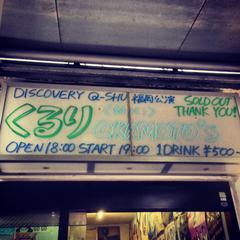 DISCOVERY Q-SHU 福岡公演
SOLD OUT
THANK YOU!
くるり
OKAMOTO'S
OPEN 18:00 START 19:00 1DRINK ¥500-